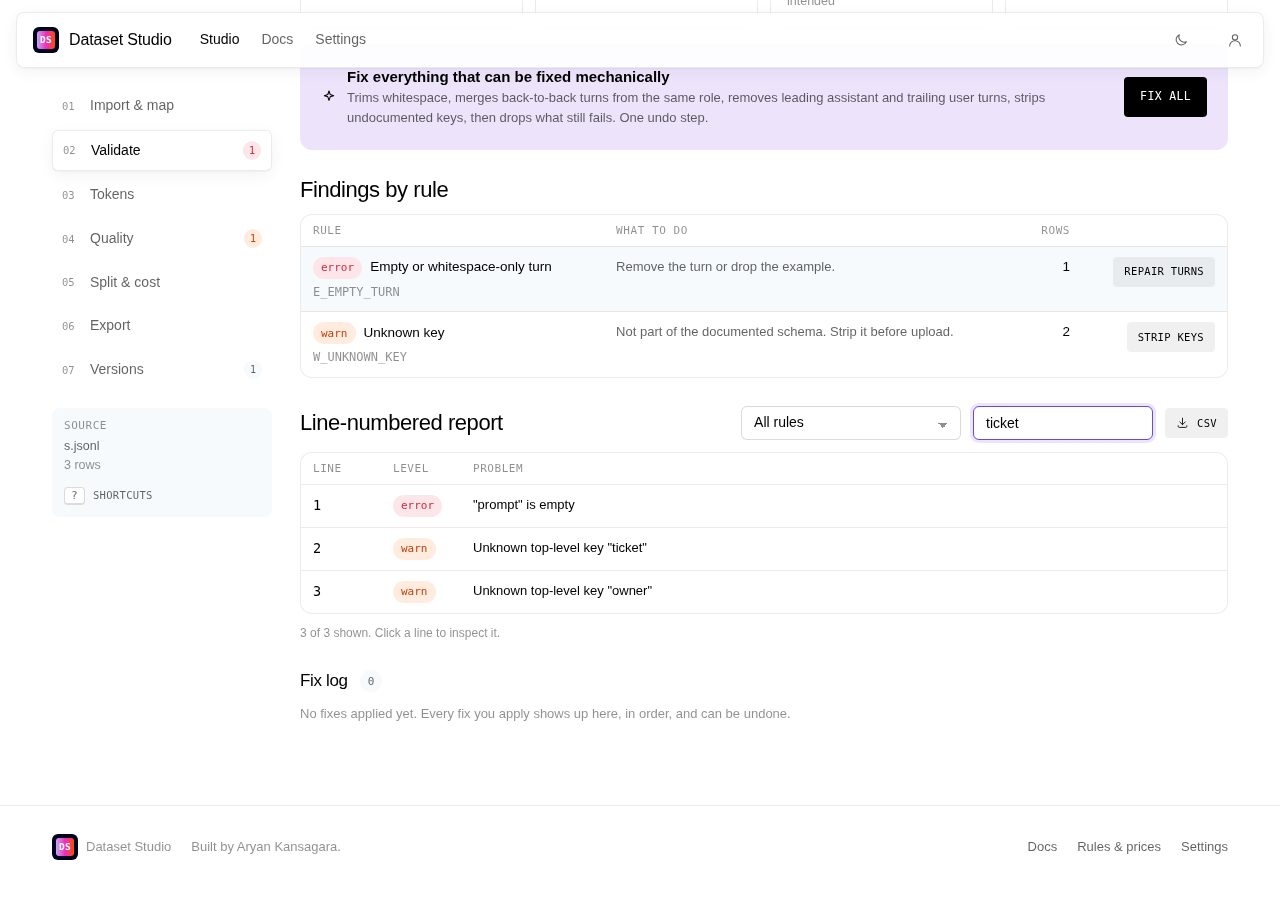 intended
DS Dataset Studio Studio Docs Settings
01 Import & map
02 Validate 1
03 Tokens
04 Quality 1
05 Split & cost
06 Export
07 Versions 1
SOURCE
s.jsonl
3 rows
? SHORTCUTS
Fix everything that can be fixed mechanically
Trims whitespace, merges back-to-back turns from the same role, removes leading assistant and trailing user turns, strips
undocumented keys, then drops what still fails. One undo step.
FIX ALL
Findings by rule
RULE WHAT TO DO ROWS
error Empty or whitespace-only turn Remove the turn or drop the example. 1 REPAIR TURNS
E_EMPTY_TURN
warn Unknown key Not part of the documented schema. Strip it before upload. 2 STRIP KEYS
W_UNKNOWN_KEY
Line-numbered report All rules ticket CSV
LINE LEVEL PROBLEM
1 error "prompt" is empty
2 warn Unknown top-level key "ticket"
3 warn Unknown top-level key "owner"
3 of 3 shown. Click a line to inspect it.
Fix log 0
No fixes applied yet. Every fix you apply shows up here, in order, and can be undone.
DS Dataset Studio Built by Aryan Kansagara. Docs Rules & prices Settings